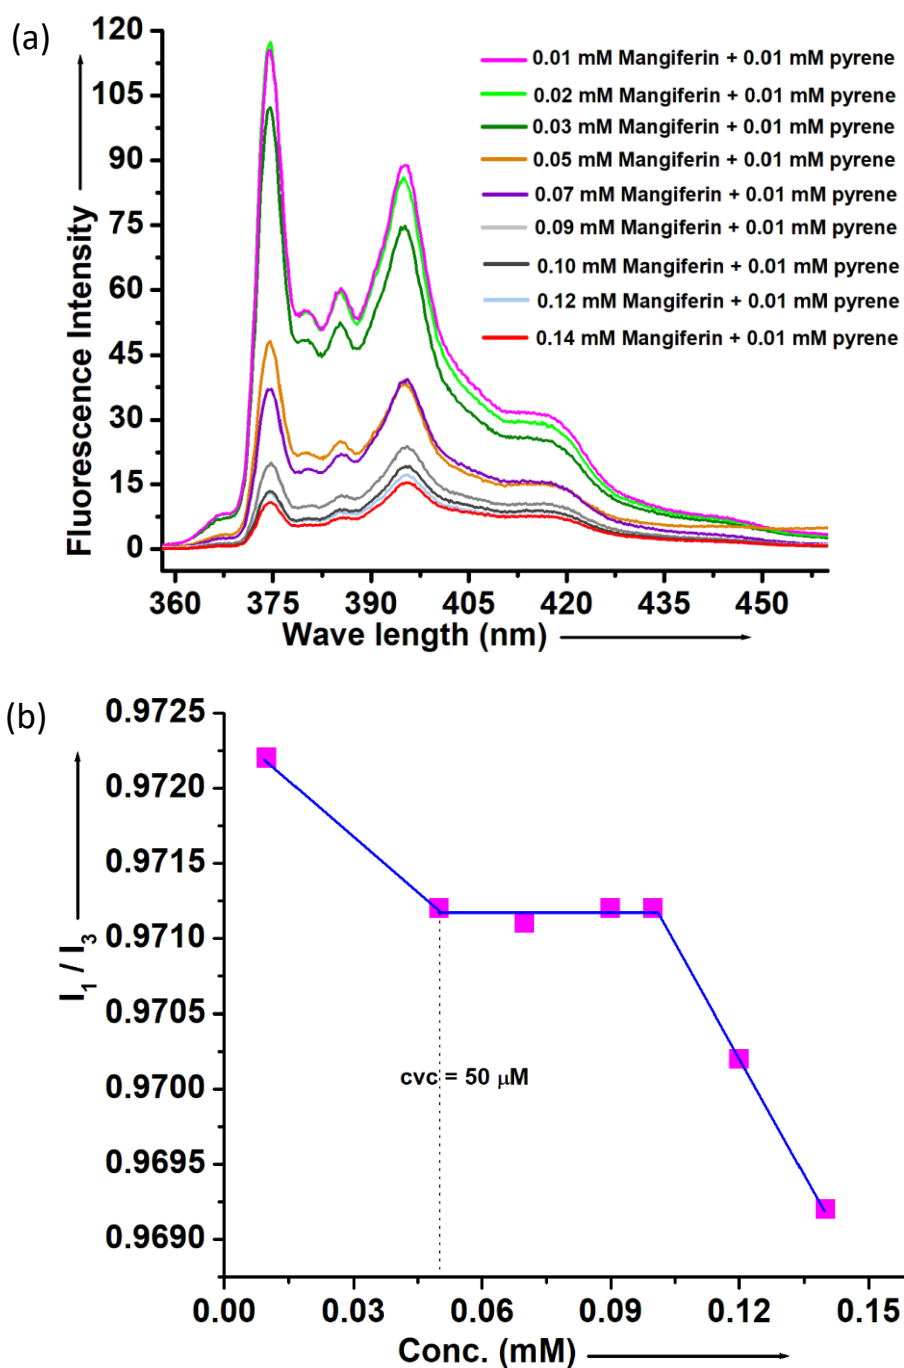 (a)
120
105
90
75
60
45
30
15
0
Fluorescence Intensity
0.01 mM Mangiferin + 0.01 mM pyrene
0.02 mM Mangiferin + 0.01 mM pyrene
0.03 mM Mangiferin + 0.01 mM pyrene
0.05 mM Mangiferin + 0.01 mM pyrene
0.07 mM Mangiferin + 0.01 mM pyrene
0.09 mM Mangiferin + 0.01 mM pyrene
0.10 mM Mangiferin + 0.01 mM pyrene
0.12 mM Mangiferin + 0.01 mM pyrene
0.14 mM Mangiferin + 0.01 mM pyrene
360 375 390 405 420 435 450
Wave length (nm)
(b)
0.9725
0.9720
0.9715
0.9710
0.9705
0.9700
0.9695
0.9690
I1 / I3
cvc = 50 μM
0.00 0.03 0.06 0.09 0.12 0.15
Conc. (mM)